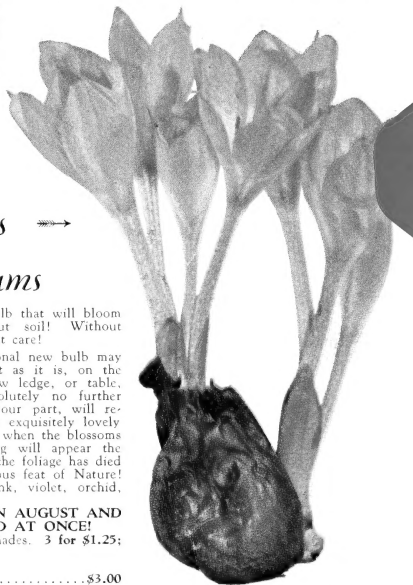 s
ms
lb that will bloom
ut soil! Without
t care!
onal new bulb may
t as it is, on the
w ledge, or table,
olutely no further
our part, will re-
exquisitely lovely
when the blossoms
g will appear the
he foliage has died
ous feat of Nature!
nk, violet, orchid,
N AUGUST AND
D AT ONCE!
hades. 3 for $1.25;
............$3.00